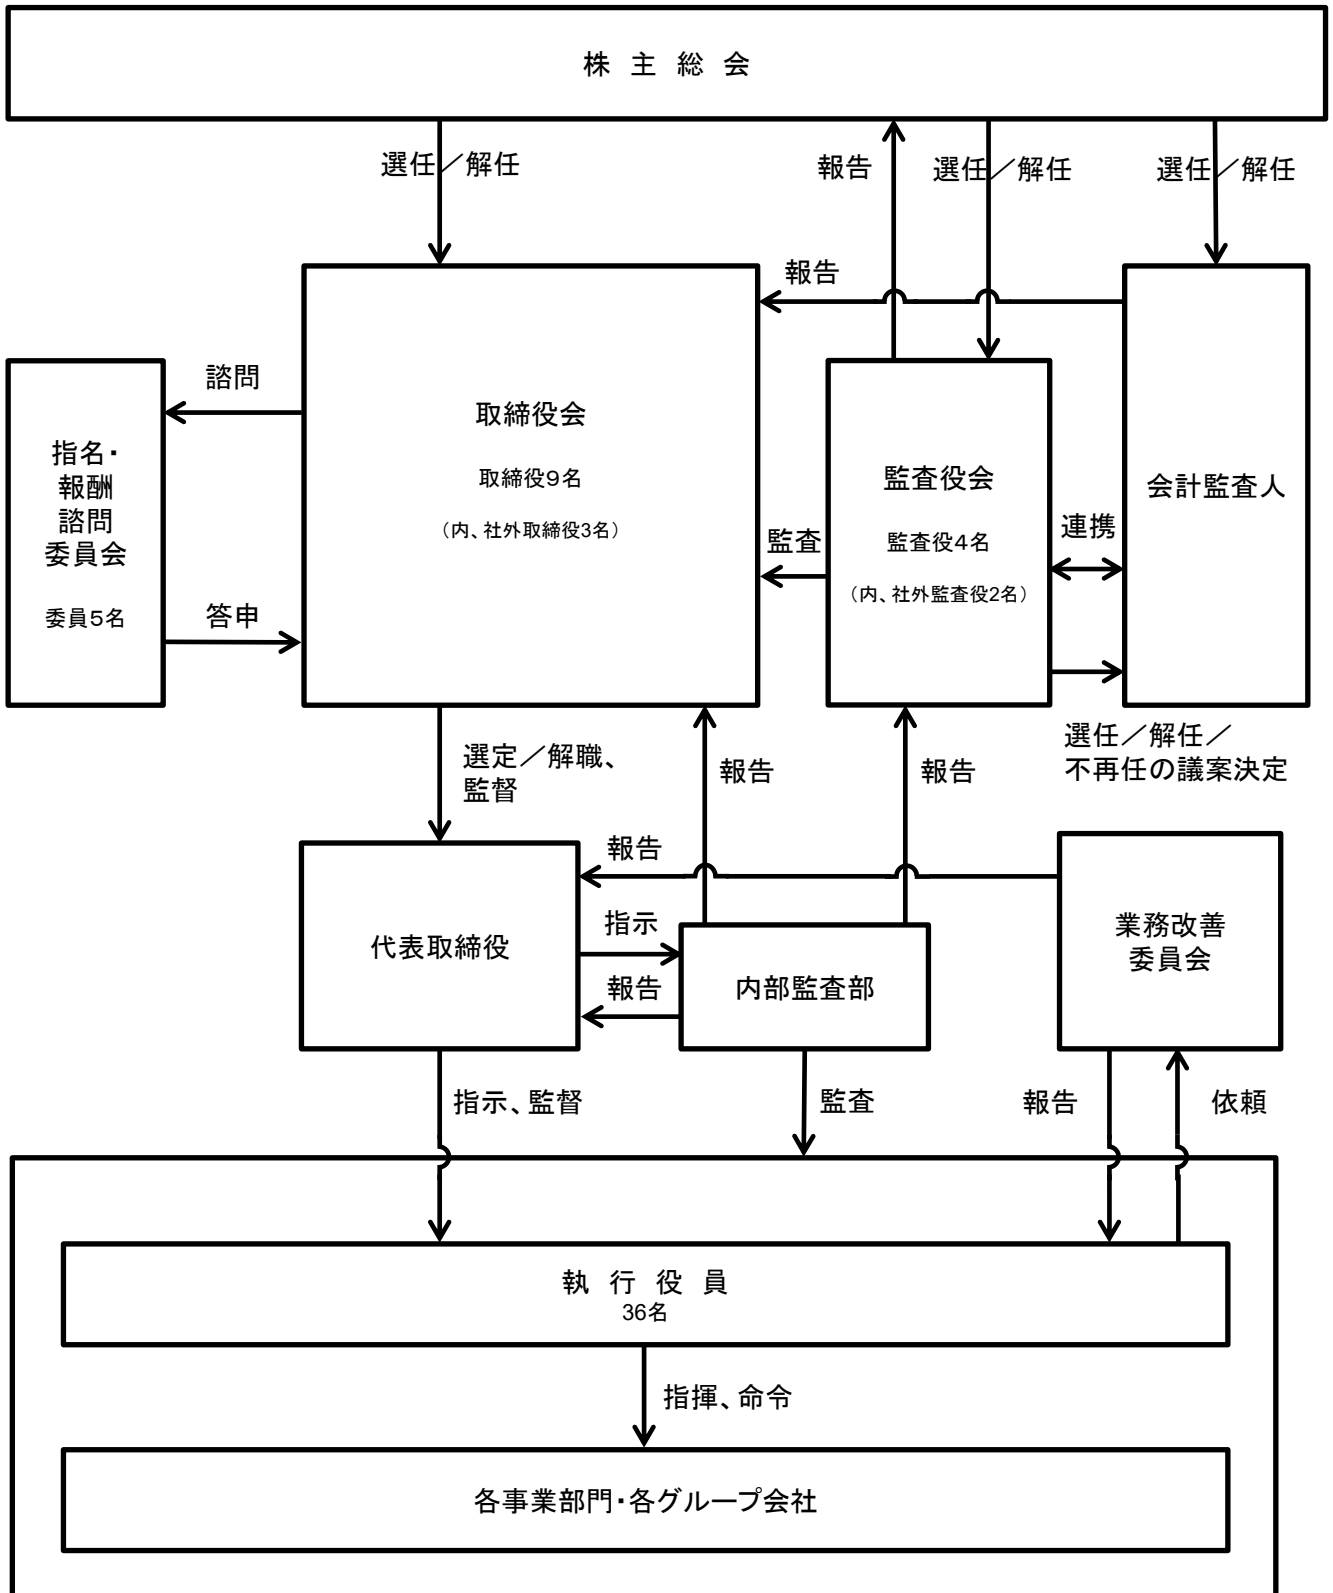 株 主 総 会
選任／解任
報告
選任／解任
選任／解任
報告
諮問
指名・
報酬
諮問
委員会
委員5名
答申
取締役会
取締役9名
（内、社外取締役3名）
監査
監査役会
監査役4名
（内、社外監査役2名）
連携
会計監査人
選任／解任／
不再任の議案決定
選定／解職、
監督
報告
報告
報告
代表取締役
指示
報告
内部監査部
業務改善
委員会
指示、監督
監査
報告
依頼
執 行 役 員
36名
指揮、命令
各事業部門・各グループ会社